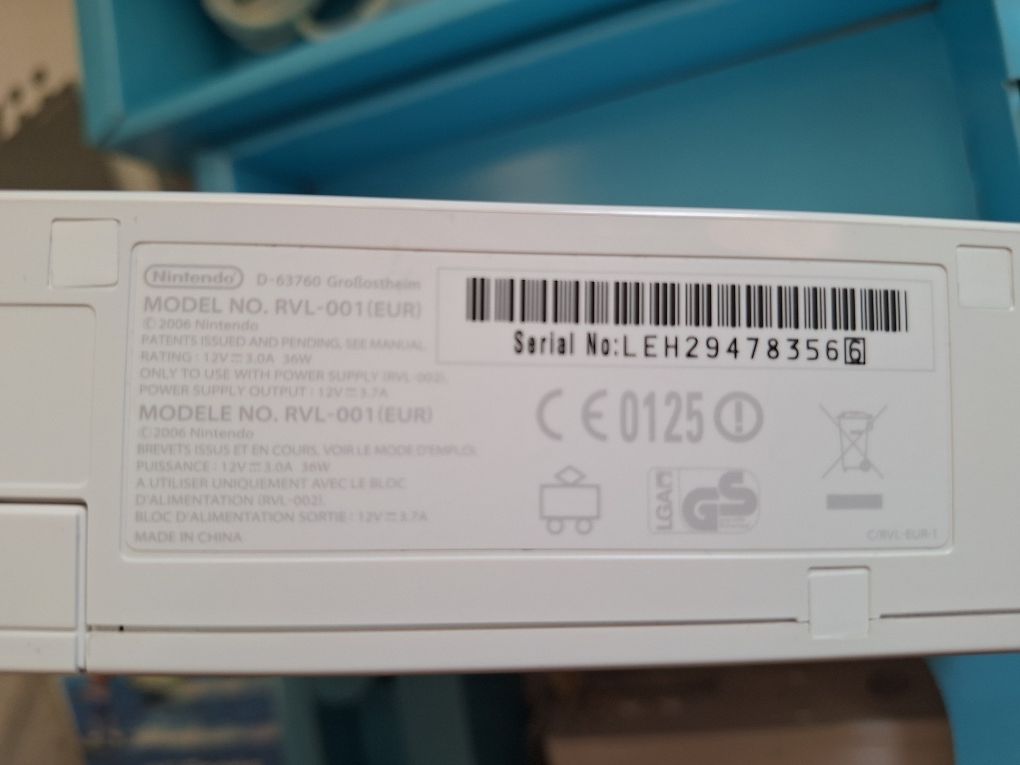 Nintendo D-63760 Großostheim
MODEL NO. RVL-001(EUR)
©2006 Nintendo
PATENTS ISSUED AND PENDING, SEE MANUAL.
RATING : 12V⎓3.0A 36W
ONLY TO USE WITH POWER SUPPLY (RVL-002).
POWER SUPPLY OUTPUT : 12V⎓3.7A
MODELE NO. RVL-001(EUR)
©2006 Nintendo
BREVETS ISSUS ET EN COURS, VOIR LE MODE D'EMPLOI.
PUISSANCE : 12V⎓3.0A 36W
A UTILISER UNIQUEMENT AVEC LE BLOC
D'ALIMENTATION (RVL-002).
BLOC D'ALIMENTATION SORTIE : 12V⎓3.7A
MADE IN CHINA
Serial No:LEH294783566
CE0125
LGA
GS
C/RVL-EUR-1